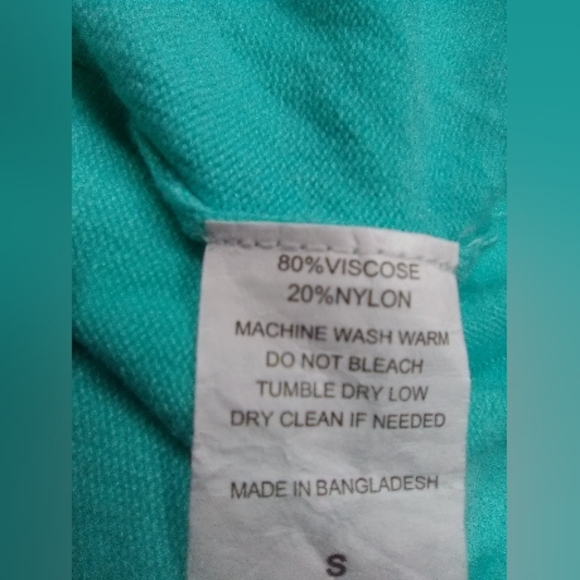 80%VISCOSE
20%NYLON
MACHINE WASH WARM
DO NOT BLEACH
TUMBLE DRY LOW
DRY CLEAN IF NEEDED
MADE IN BANGLADESH
S